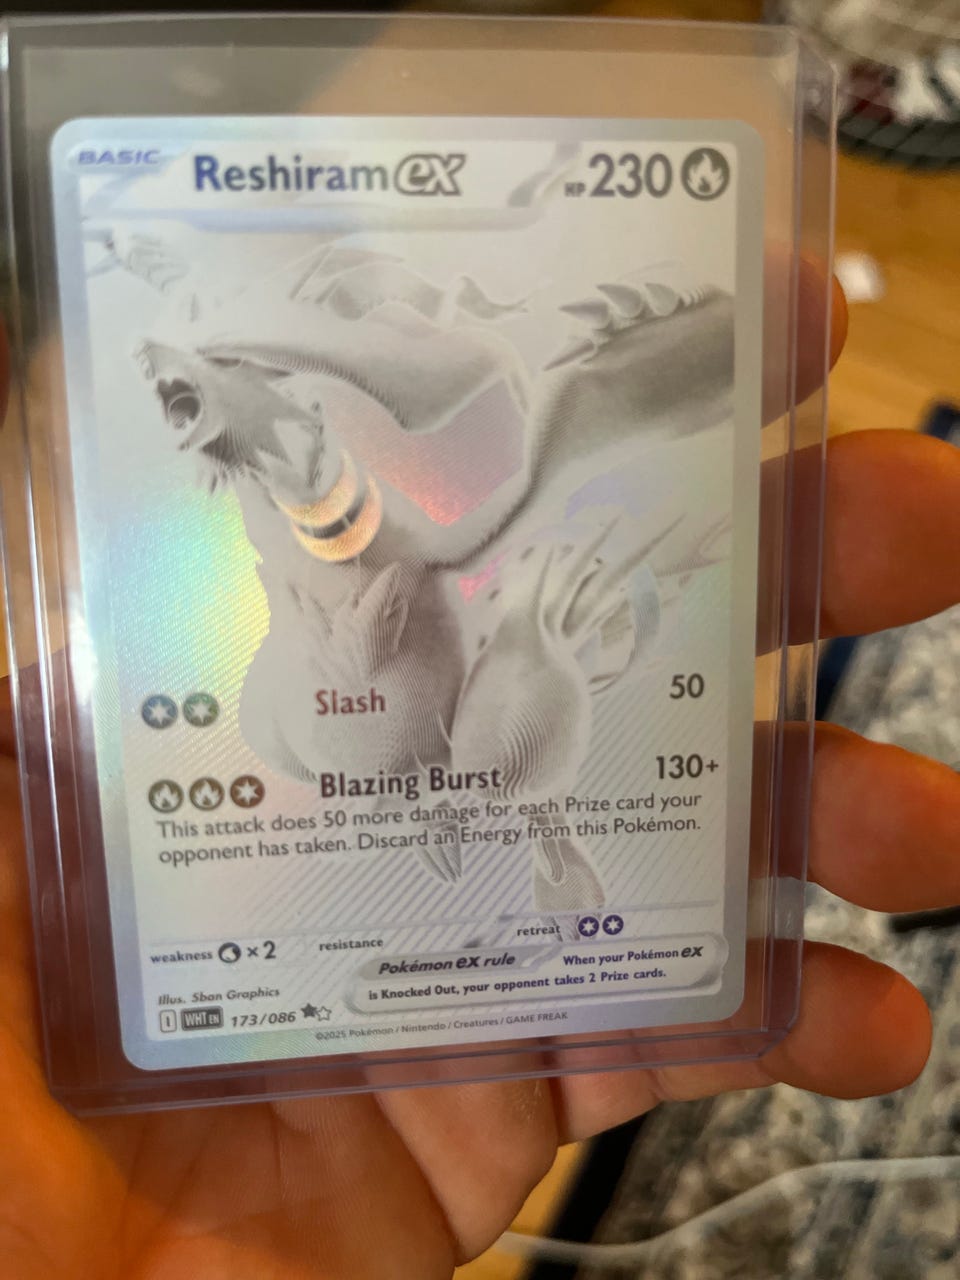 BASIC Reshiram ex HP 230
Slash 50
Blazing Burst 130+
This attack does 50 more damage for each Prize card your
opponent has taken. Discard an Energy from this Pokémon.
weakness ×2 resistance retreat
Pokémon ex rule When your Pokémon ex
is Knocked Out, your opponent takes 2 Prize cards.
Illus. 5ban Graphics
I WHT EN 173/086
©2025 Pokémon / Nintendo / Creatures / GAME FREAK